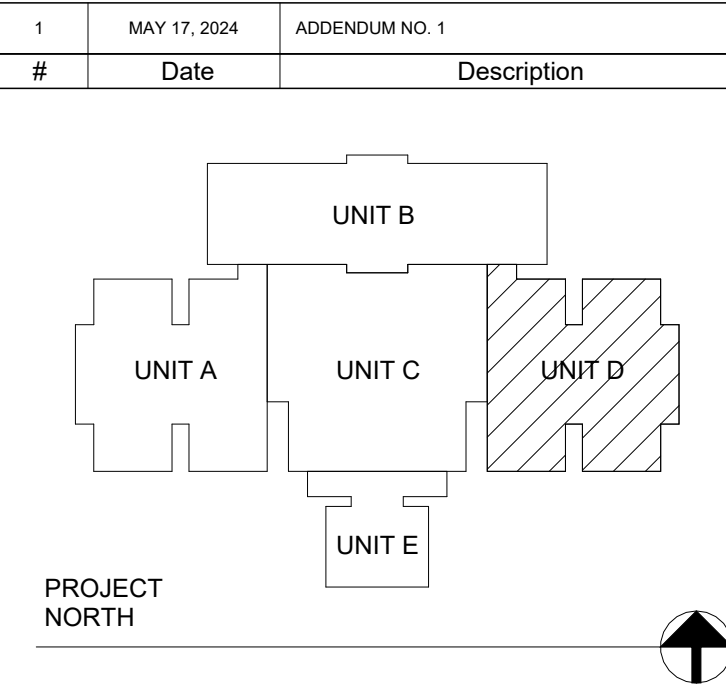 1 MAY 17, 2024 ADDENDUM NO. 1
# Date Description
UNIT B
UNIT A UNIT C UNIT D
UNIT E
PROJECT
NORTH